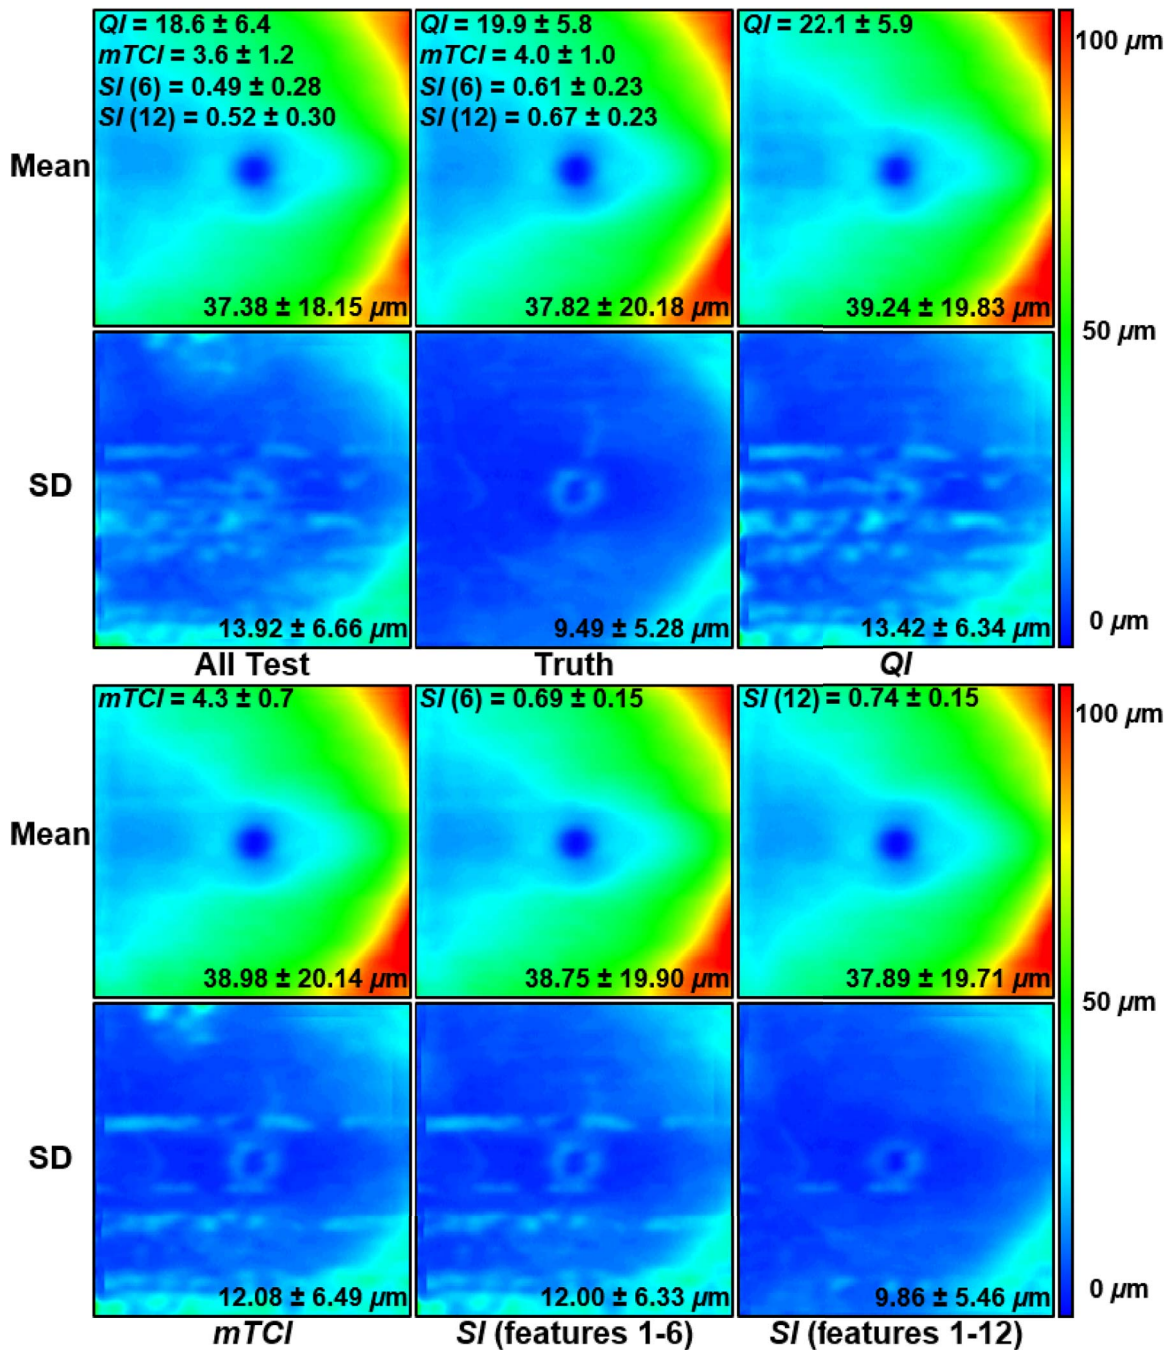 QI = 18.6 ± 6.4
mTCI = 3.6 ± 1.2
SI (6) = 0.49 ± 0.28
SI (12) = 0.52 ± 0.30
QI = 19.9 ± 5.8
mTCI = 4.0 ± 1.0
SI (6) = 0.61 ± 0.23
SI (12) = 0.67 ± 0.23
QI = 22.1 ± 5.9
100 µm
Mean
37.38 ± 18.15 µm
37.82 ± 20.18 µm
39.24 ± 19.83 µm
50 µm
SD
13.92 ± 6.66 µm
9.49 ± 5.28 µm
13.42 ± 6.34 µm
0 µm
All Test
Truth
QI
mTCI = 4.3 ± 0.7
SI (6) = 0.69 ± 0.15
SI (12) = 0.74 ± 0.15
100 µm
Mean
38.98 ± 20.14 µm
38.75 ± 19.90 µm
37.89 ± 19.71 µm
50 µm
SD
12.08 ± 6.49 µm
12.00 ± 6.33 µm
9.86 ± 5.46 µm
0 µm
mTCI
SI (features 1-6)
SI (features 1-12)